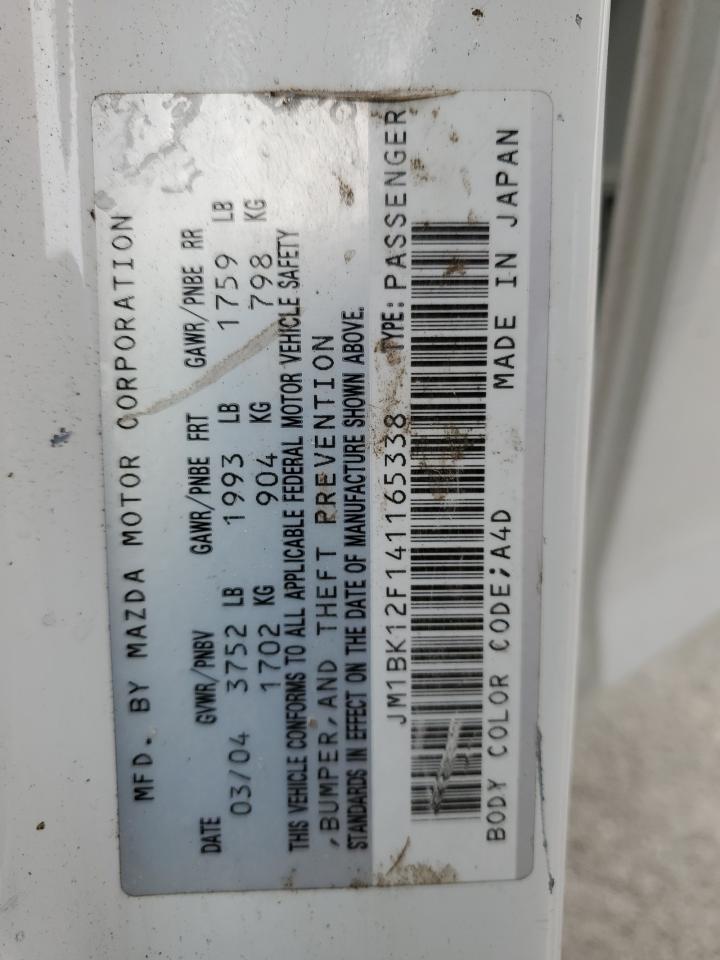 MFD. BY MAZDA MOTOR CORPORATION
DATE GVWR/PNBV GAWR/PNBE FRT GAWR/PNBE RR
03/04 3752 LB 1993 LB 1759 LB
1702 KG 904 KG 798 KG
THIS VEHICLE CONFORMS TO ALL APPLICABLE FEDERAL MOTOR VEHICLE SAFETY
,BUMPER,AND THEFT PREVENTION
STANDARDS IN EFFECT ON THE DATE OF MANUFACTURE SHOWN ABOVE.
JM1BK12F141165338 TYPE: PASSENGER
BODY COLOR CODE;A4D MADE IN JAPAN